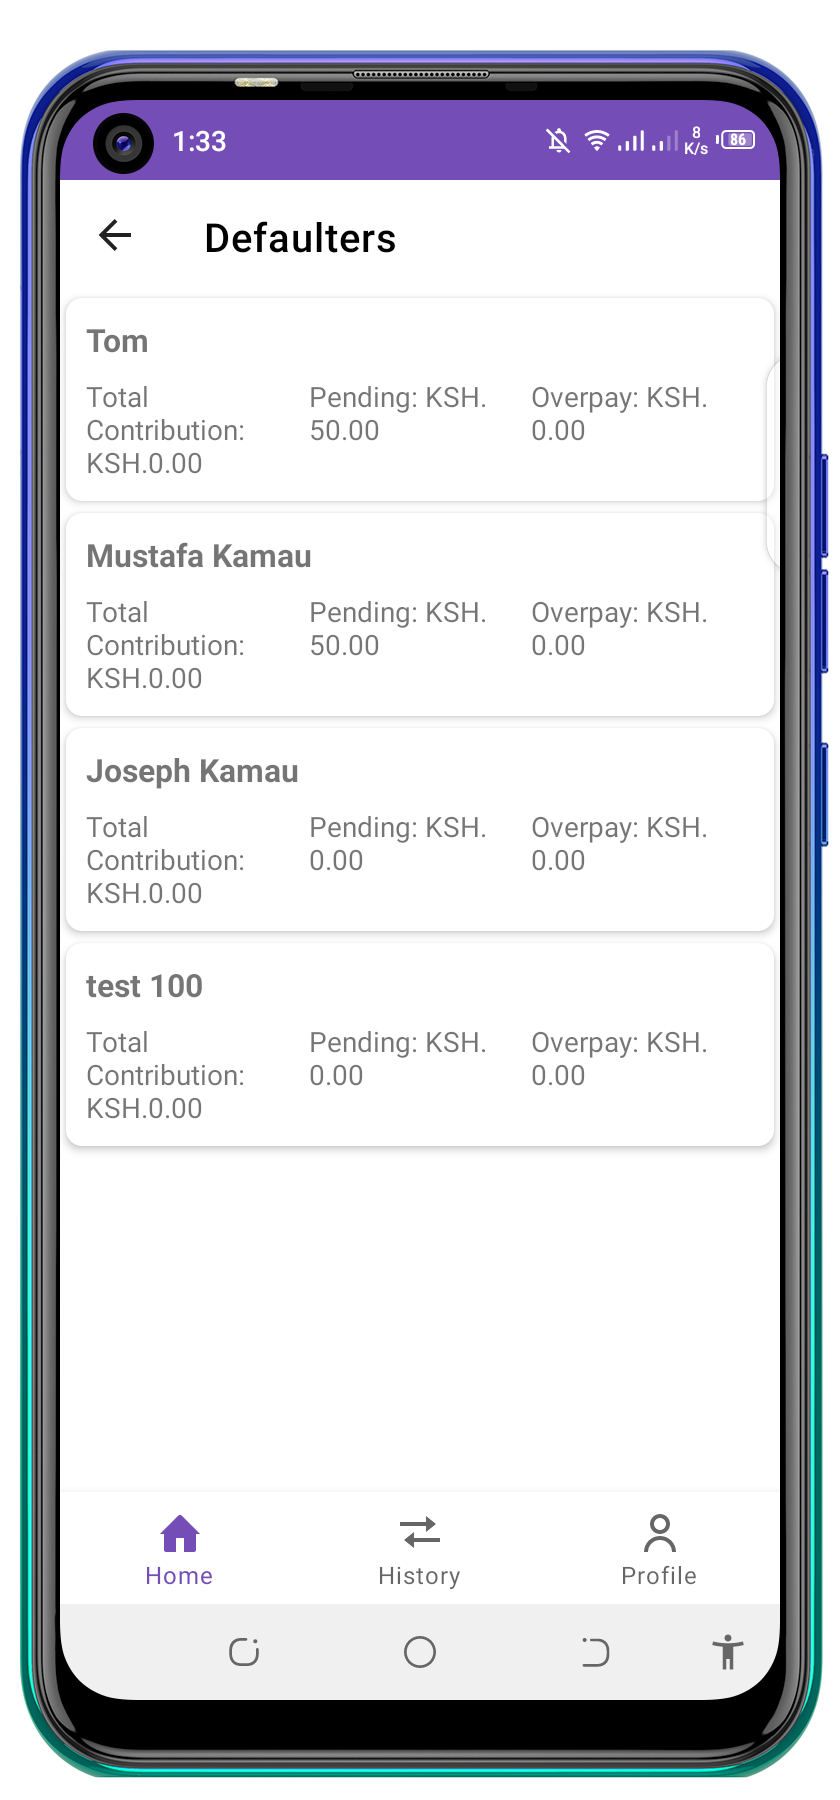 1:33
8
K/s
86
Defaulters
Tom
Total
Contribution:
KSH.0.00
Pending: KSH.
50.00
Overpay: KSH.
0.00
Mustafa Kamau
Total
Contribution:
KSH.0.00
Pending: KSH.
50.00
Overpay: KSH.
0.00
Joseph Kamau
Total
Contribution:
KSH.0.00
Pending: KSH.
0.00
Overpay: KSH.
0.00
test 100
Total
Contribution:
KSH.0.00
Pending: KSH.
0.00
Overpay: KSH.
0.00
Home
History
Profile